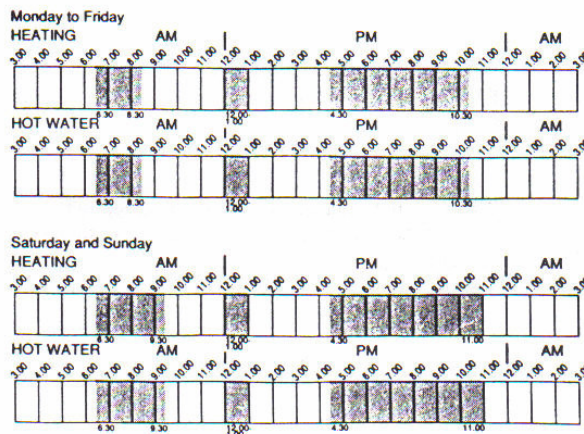 Monday to Friday
HEATING AM PM AM
3.00 4.00 5.00 6.00 7.00 8.00 9.00 10.00 11.00 12.00 1.00 2.00 3.00 4.00 5.00 6.00 7.00 8.00 9.00 10.00 11.00 12.00 1.00 2.00 3.00
6.30 8.30 12.00 4.30 10.30
1.00
HOT WATER AM PM AM
3.00 4.00 5.00 6.00 7.00 8.00 9.00 10.00 11.00 12.00 1.00 2.00 3.00 4.00 5.00 6.00 7.00 8.00 9.00 10.00 11.00 12.00 1.00 2.00 3.00
6.30 8.30 12.00 4.30 10.30
1.00
Saturday and Sunday
HEATING AM PM AM
3.00 4.00 5.00 6.00 7.00 8.00 9.00 10.00 11.00 12.00 1.00 2.00 3.00 4.00 5.00 6.00 7.00 8.00 9.00 10.00 11.00 12.00 1.00 2.00 3.00
6.30 9.30 12.00 4.30 11.00
1.00
HOT WATER AM PM AM
3.00 4.00 5.00 6.00 7.00 8.00 9.00 10.00 11.00 12.00 1.00 2.00 3.00 4.00 5.00 6.00 7.00 8.00 9.00 10.00 11.00 12.00 1.00 2.00 3.00
6.30 9.30 12.00 4.30 11.00
1.00